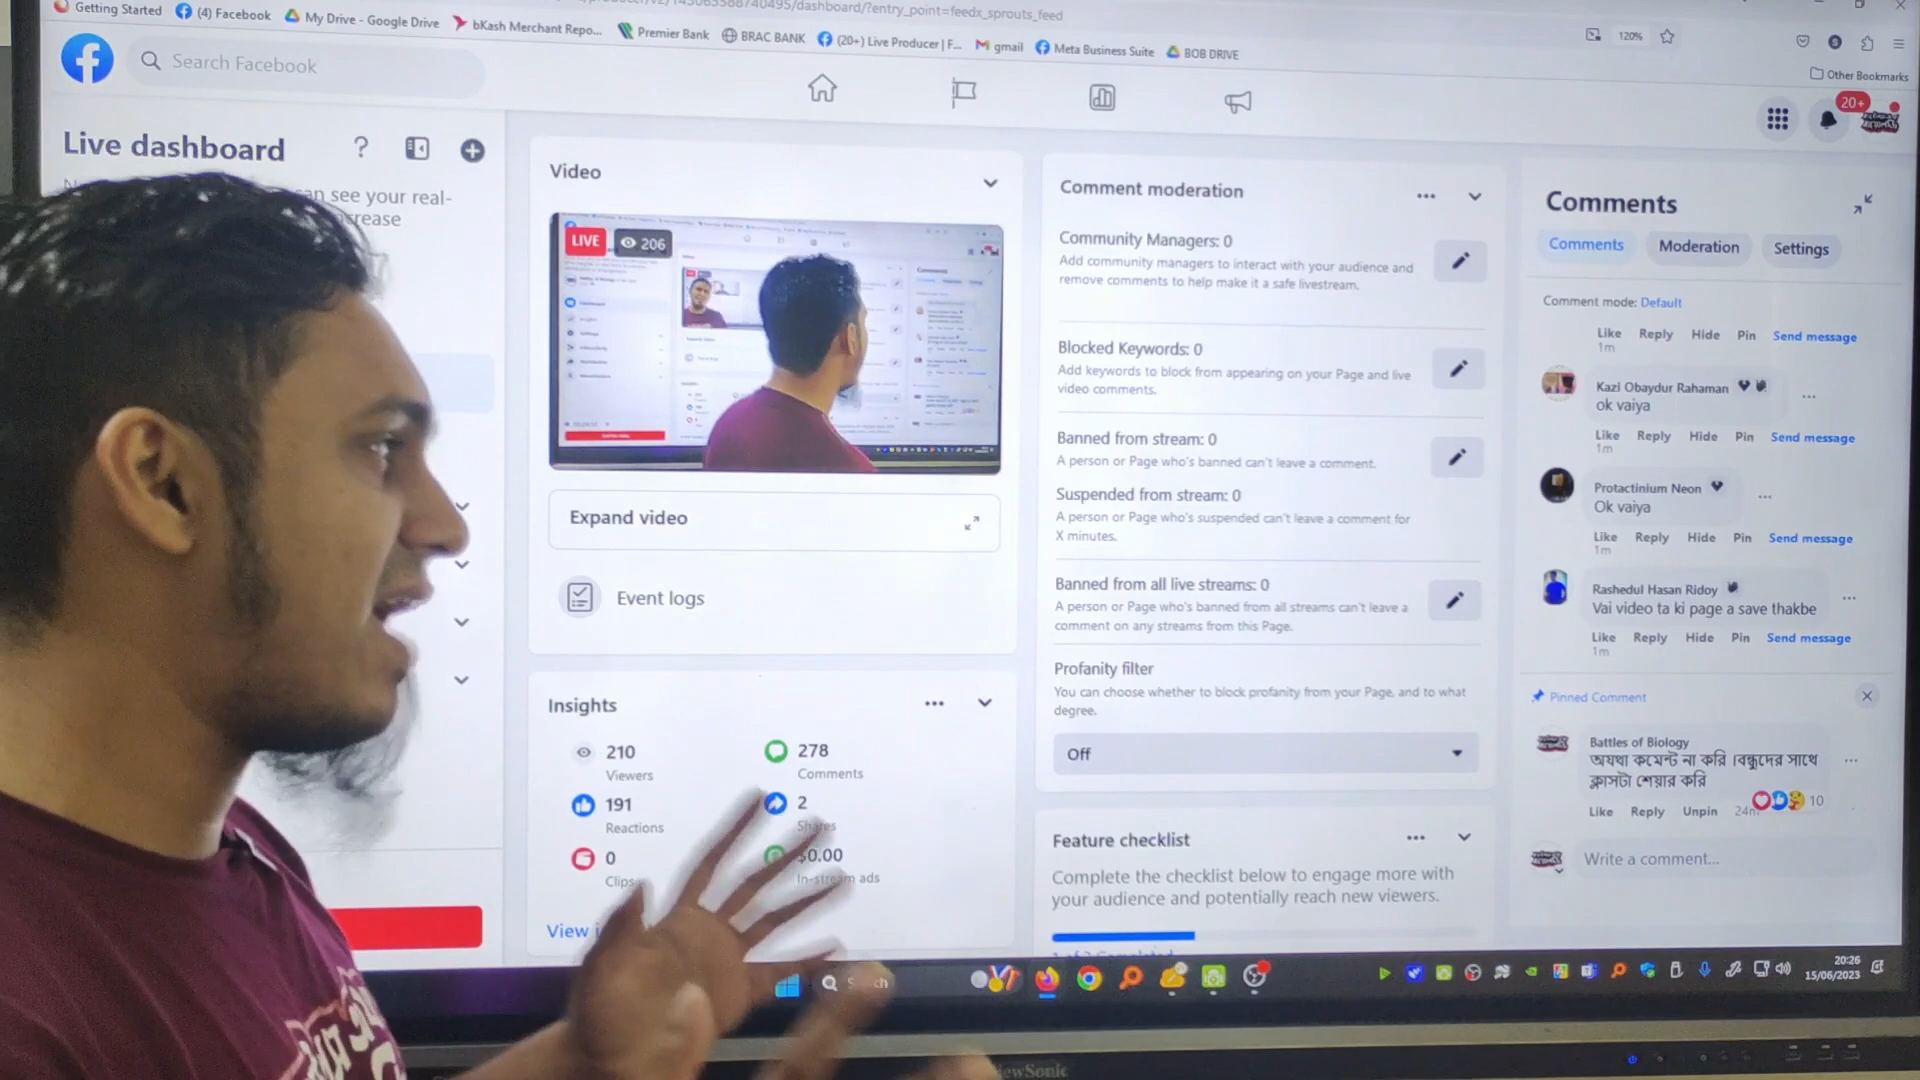 /dashboard/?entry_point=feedx_sprouts_feed
Getting Started
(4) Facebook
My Drive - Google Drive
bKash Merchant Repo...
Premier Bank
BRAC BANK
(20+) Live Producer | F...
gmail
Meta Business Suite
BOB DRIVE
120%
Other Bookmarks
Search Facebook
20+
Live dashboard
can see your real-
Video
LIVE
206
Expand video
Event logs
Insights
210
Viewers
278
Comments
191
Reactions
2
Shares
0
Clips
$0.00
In-stream ads
View
Comment moderation
Community Managers: 0
Add community managers to interact with your audience and
remove comments to help make it a safe livestream.
Blocked Keywords: 0
Add keywords to block from appearing on your Page and live
video comments.
Banned from stream: 0
A person or Page who's banned can't leave a comment.
Suspended from stream: 0
A person or Page who's suspended can't leave a comment for
X minutes.
Banned from all live streams: 0
A person or Page who's banned from all streams can't leave a
comment on any streams from this Page.
Profanity filter
You can choose whether to block profanity from your Page, and to what
degree.
Off
Feature checklist
Complete the checklist below to engage more with
your audience and potentially reach new viewers.
Comments
Comments Moderation Settings
Comment mode: Default
Like Reply Hide Pin Send message
1m
Kazi Obaydur Rahaman
ok vaiya
Like Reply Hide Pin Send message
1m
Protactinium Neon
Ok vaiya
Like Reply Hide Pin Send message
1m
Rashedul Hasan Ridoy
Vai video ta ki page a save thakbe
Like Reply Hide Pin Send message
1m
Pinned Comment
Battles of Biology
অযথা কমেন্ট না করি ।বন্ধুদের সাথে
ক্লাসটা শেয়ার করি
10
Like Reply Unpin
Write a comment...
20:26
15/06/2023